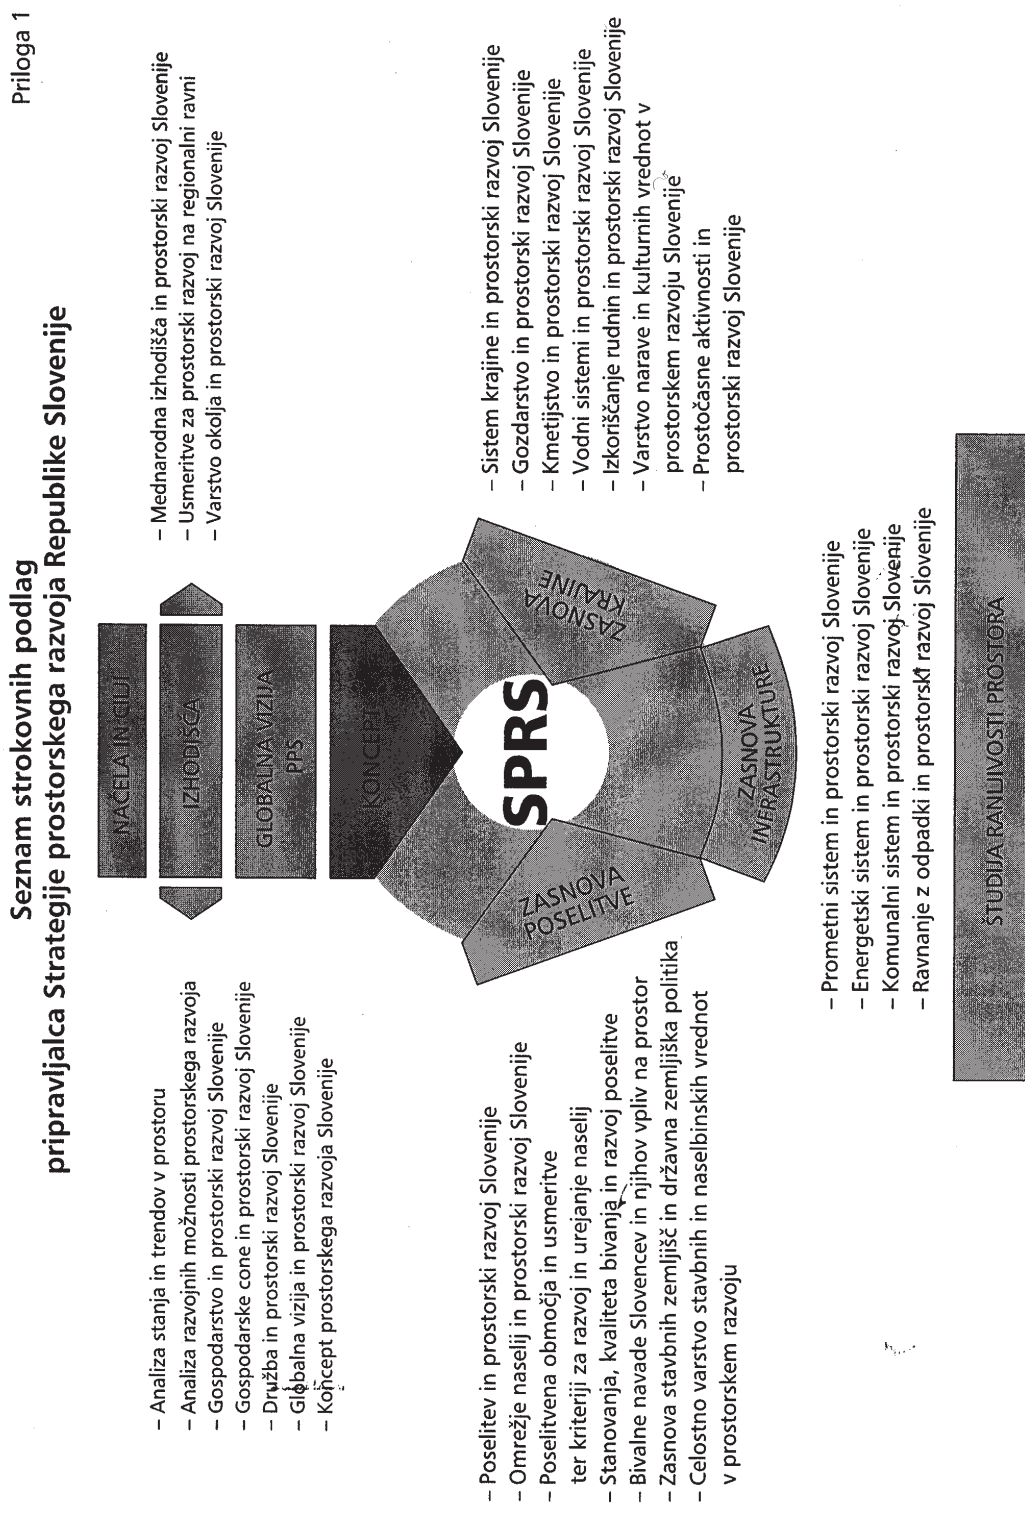 Priloga 1
Seznam strokovnih podlag
pripravljalca Strategije prostorskega razvoja Republike Slovenije
NAČELA IN CILJI
IZHODIŠČA
GLOBALNA VIZIJA
PPS
KONCEPT
– Analiza stanja in trendov v prostoru
– Analiza razvojnih možnosti prostorskega razvoja
– Gospodarstvo in prostorski razvoj Slovenije
– Gospodarske cone in prostorski razvoj Slovenije
– Družba in prostorski razvoj Slovenije
– Globalna vizija in prostorski razvoj Slovenije
– Koncept prostorskega razvoja Slovenije
– Mednarodna izhodišča in prostorski razvoj Slovenije
– Usmeritve za prostorski razvoj na regionalni ravni
– Varstvo okolja in prostorski razvoj Slovenije
SPRS
ZASNOVA
POSELITVE
ZASNOVA
KRAJINE
ZASNOVA
INFRASTRUKTURE
– Poselitev in prostorski razvoj Slovenije
– Omrežje naselij in prostorski razvoj Slovenije
– Poselitvena območja in usmeritve
ter kriteriji za razvoj in urejanje naselij
– Stanovanja, kvaliteta bivanja in razvoj poselitve
– Bivalne navade Slovencev in njihov vpliv na prostor
– Zasnova stavbnih zemljišč in državna zemljiška politika
– Celostno varstvo stavbnih in naselbinskih vrednot
v prostorskem razvoju
– Sistem krajine in prostorski razvoj Slovenije
– Gozdarstvo in prostorski razvoj Slovenije
– Kmetijstvo in prostorski razvoj Slovenije
– Vodni sistemi in prostorski razvoj Slovenije
– Izkoriščanje rudnin in prostorski razvoj Slovenije
– Varstvo narave in kulturnih vrednot v
prostorskem razvoju Slovenije
– Prostočasne aktivnosti in
prostorski razvoj Slovenije
– Prometni sistem in prostorski razvoj Slovenije
– Energetski sistem in prostorski razvoj Slovenije
– Komunalni sistem in prostorski razvoj Slovenije
– Ravnanje z odpadki in prostorski razvoj Slovenije
ŠTUDIJA RANLJIVOSTI PROSTORA